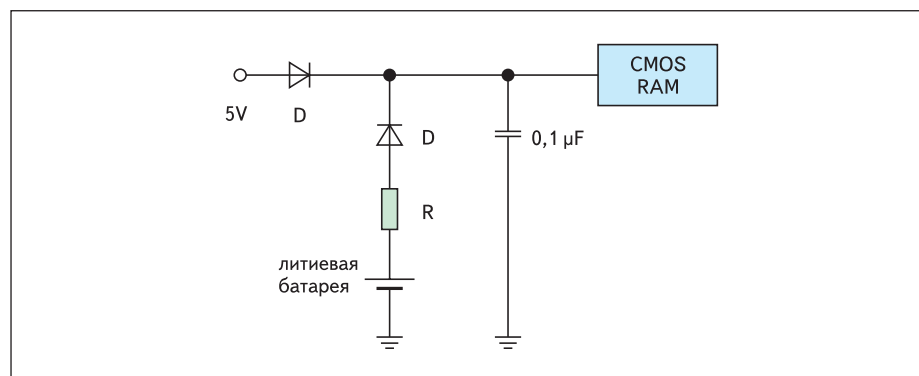 CMOS
RAM
5V
D
D
0,1 µF
R
литиевая
батарея